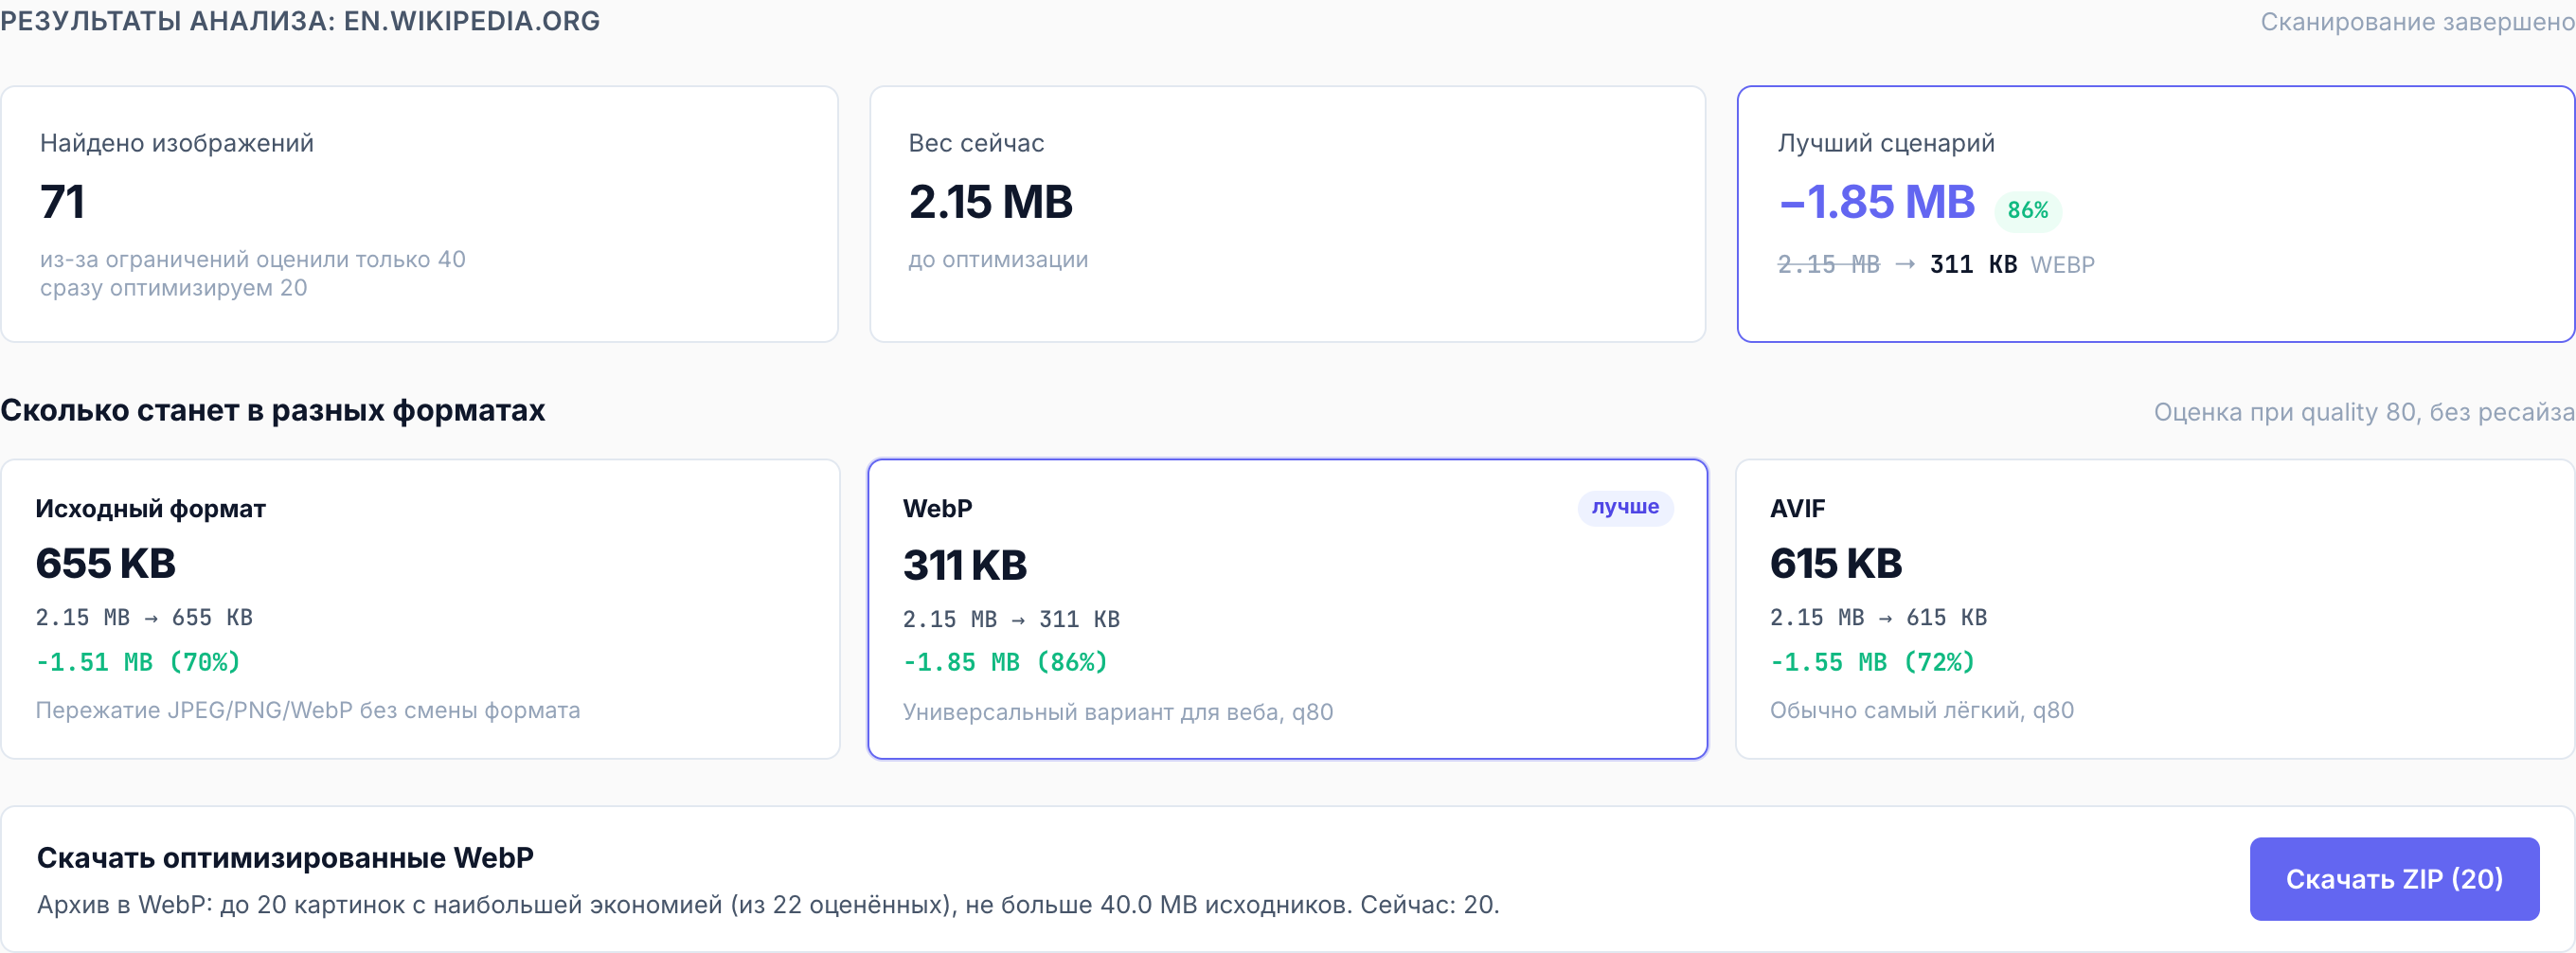 РЕЗУЛЬТАТЫ АНАЛИЗА: EN.WIKIPEDIA.ORG
Сканирование завершено
Найдено изображений
71
из-за ограничений оценили только 40
сразу оптимизируем 20
Вес сейчас
2.15 MB
до оптимизации
Лучший сценарий
−1.85 MB 86%
2.15 MB → 311 KB WEBP
Сколько станет в разных форматах
Оценка при quality 80, без ресайза
Исходный формат
655 KB
2.15 MB → 655 KB
-1.51 MB (70%)
Пережатие JPEG/PNG/WebP без смены формата
WebP лучше
311 KB
2.15 MB → 311 KB
-1.85 MB (86%)
Универсальный вариант для веба, q80
AVIF
615 KB
2.15 MB → 615 KB
-1.55 MB (72%)
Обычно самый лёгкий, q80
Скачать оптимизированные WebP
Архив в WebP: до 20 картинок с наибольшей экономией (из 22 оценённых), не больше 40.0 MB исходников. Сейчас: 20.
Скачать ZIP (20)